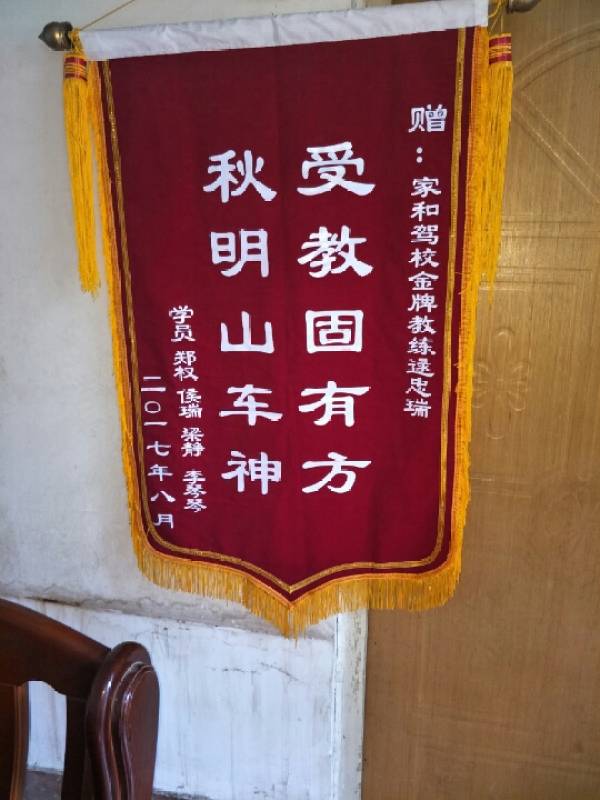 赠：家和驾校金牌教练逯忠瑞
受教固有方
秋明山车神
学员 郑权 侯瑞 梁静 李琴琴
二〇一七年八月